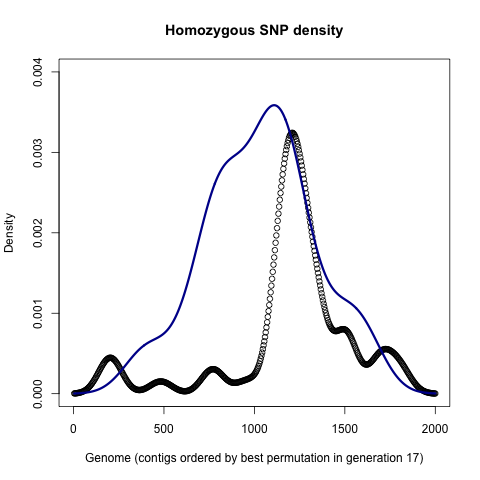 Homozygous SNP density
Density
0.004
0.003
0.002
0.001
0.000
0 500 1000 1500 2000
Genome (contigs ordered by best permutation in generation 17)